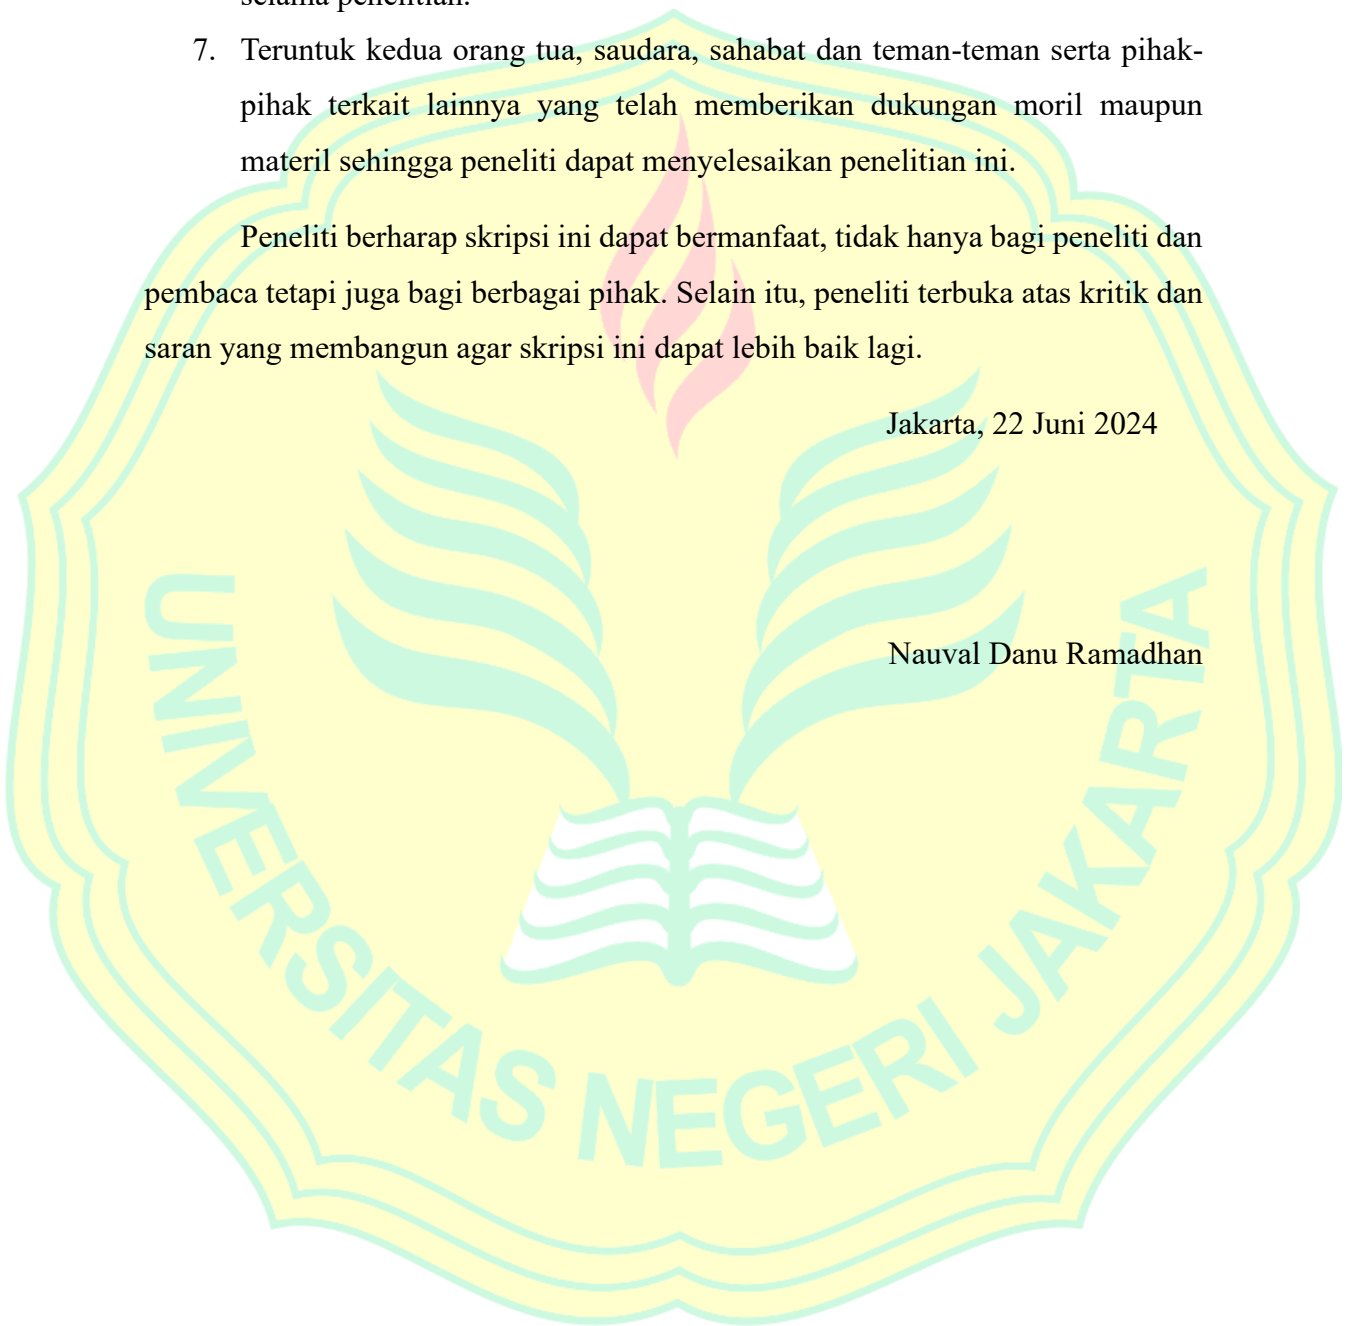 selama penelitian.
7. Teruntuk kedua orang tua, saudara, sahabat dan teman-teman serta pihak-
pihak terkait lainnya yang telah memberikan dukungan moril maupun
materil sehingga peneliti dapat menyelesaikan penelitian ini.
Peneliti berharap skripsi ini dapat bermanfaat, tidak hanya bagi peneliti dan
pembaca tetapi juga bagi berbagai pihak. Selain itu, peneliti terbuka atas kritik dan
saran yang membangun agar skripsi ini dapat lebih baik lagi.
Jakarta, 22 Juni 2024
Nauval Danu Ramadhan
UNIVERSITAS NEGERI JAKARTA